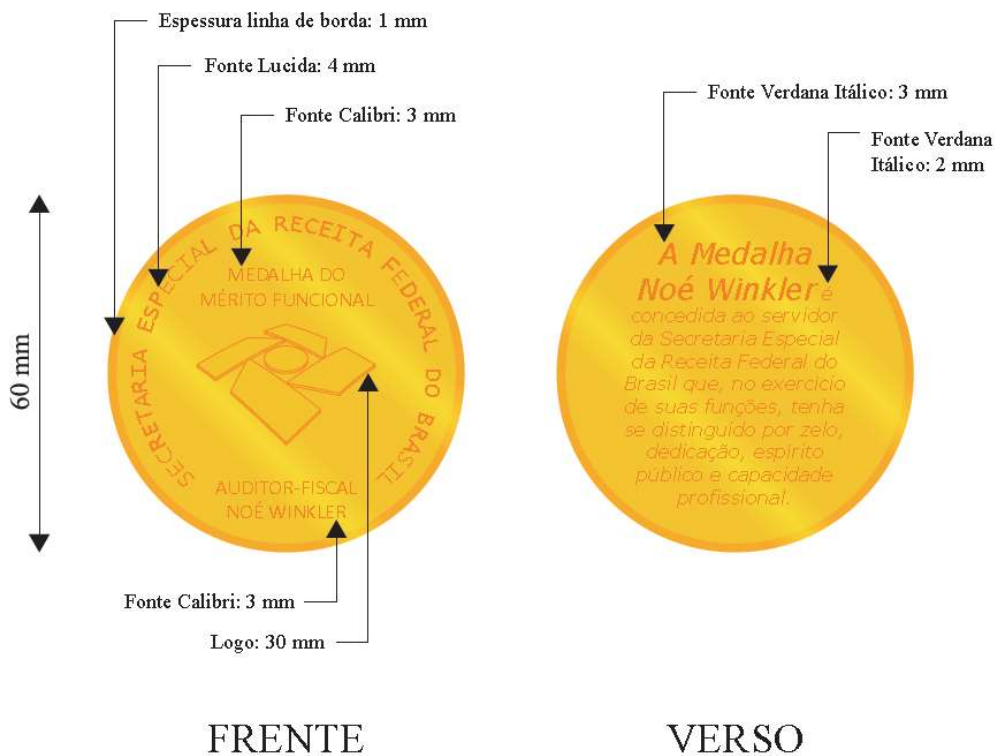 Espessura linha de borda: 1 mm
Fonte Lucida: 4 mm
Fonte Calibri: 3 mm
60 mm
SECRETARIA ESPECIAL DA RECEITA FEDERAL DO BRASIL
MEDALHA DO
MÉRITO FUNCIONAL
AUDITOR-FISCAL
NOÉ WINKLER
Fonte Calibri: 3 mm
Logo: 30 mm
FRENTE
Fonte Verdana Itálico: 3 mm
Fonte Verdana
Itálico: 2 mm
A Medalha
Noé Winkler é
concedida ao servidor
da Secretaria Especial
da Receita Federal do
Brasil que, no exercício
de suas funções, tenha
se distinguido por zelo,
dedicação, espírito
público e capacidade
profissional.
VERSO